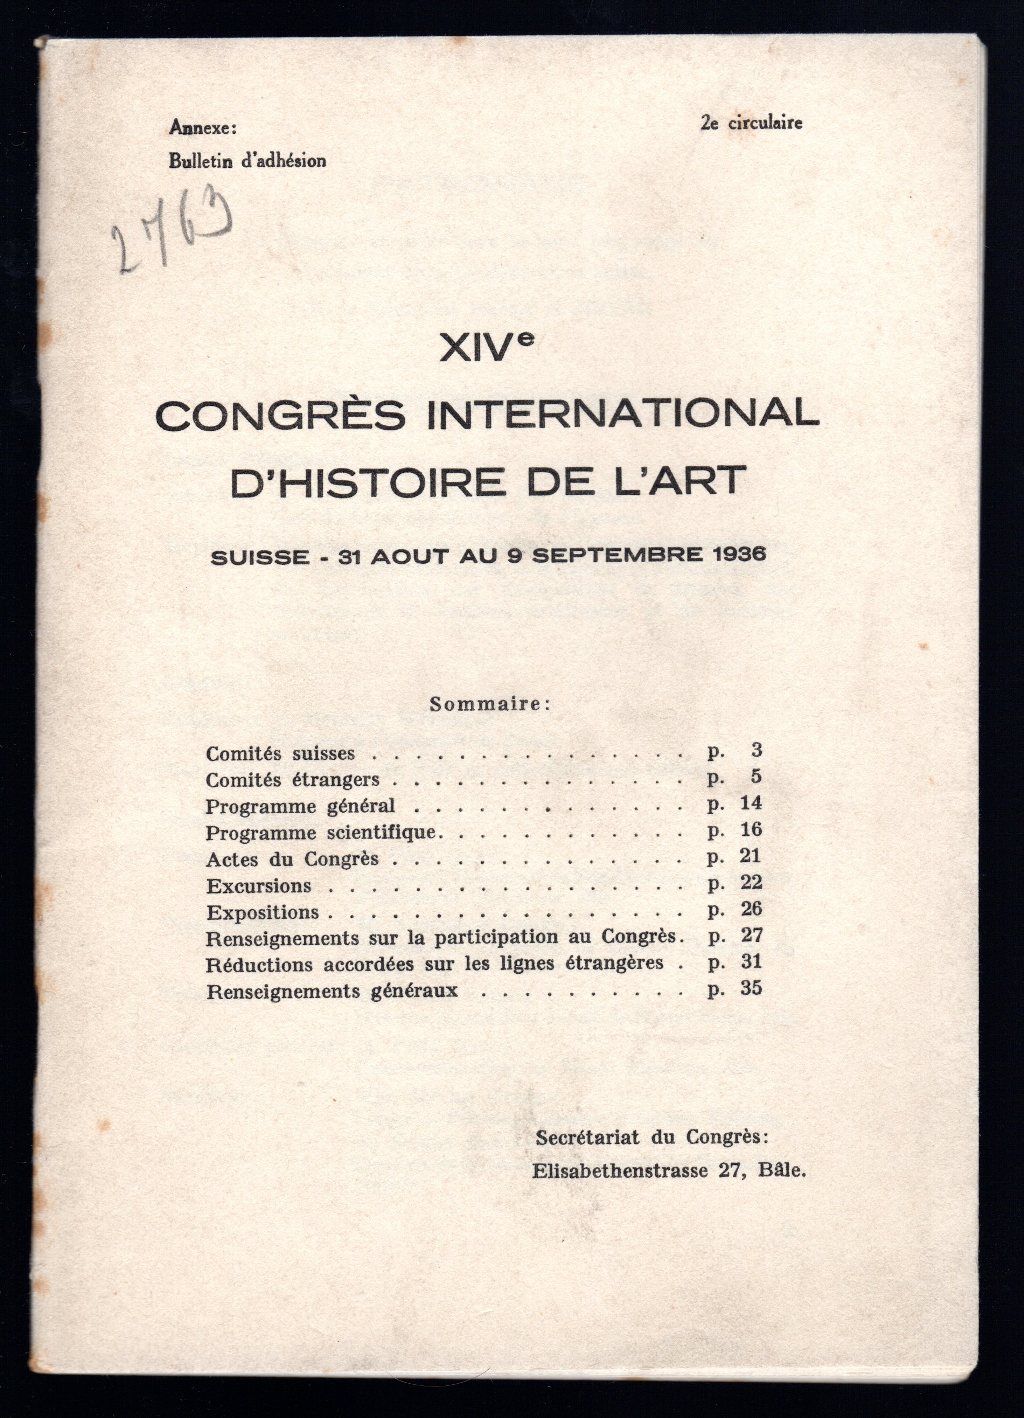 Annexe:
2e circulaire
Bulletin d'adhésion
2763
XIVe
CONGRÈS INTERNATIONAL
D'HISTOIRE DE L'ART
SUISSE - 31 AOUT AU 9 SEPTEMBRE 1936
Sommaire:
Comités suisses . . . . . . . . . . . . . . . p. 3
Comités étrangers . . . . . . . . . . . . . . p. 5
Programme général . . . . . . . . . . . . . p. 14
Programme scientifique. . . . . . . . . . . . p. 16
Actes du Congrès . . . . . . . . . . . . . . p. 21
Excursions . . . . . . . . . . . . . . . . . p. 22
Expositions . . . . . . . . . . . . . . . . . p. 26
Renseignements sur la participation au Congrès. p. 27
Réductions accordées sur les lignes étrangères . p. 31
Renseignements généraux . . . . . . . . . . p. 35
Secrétariat du Congrès:
Elisabethenstrasse 27, Bâle.